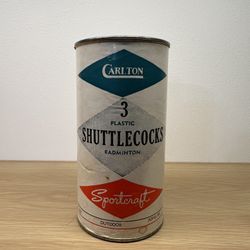 CARLTON
3
PLASTIC
SHUTTLECOCKS
BADMINTON
Sportcraft
OUTDOOR